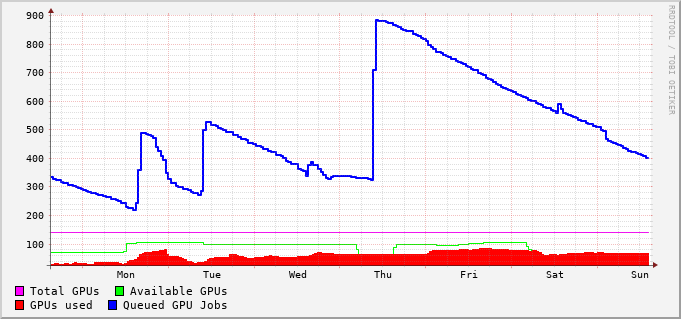 900
800
700
600
500
400
300
200
100
Mon Tue Wed Thu Fri Sat Sun
Total GPUs Available GPUs
GPUs used Queued GPU Jobs
RRDTOOL / TOBI OETIKER